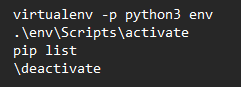 virtualenv -p python3 env
.\env\Scripts\activate
pip list
\deactivate